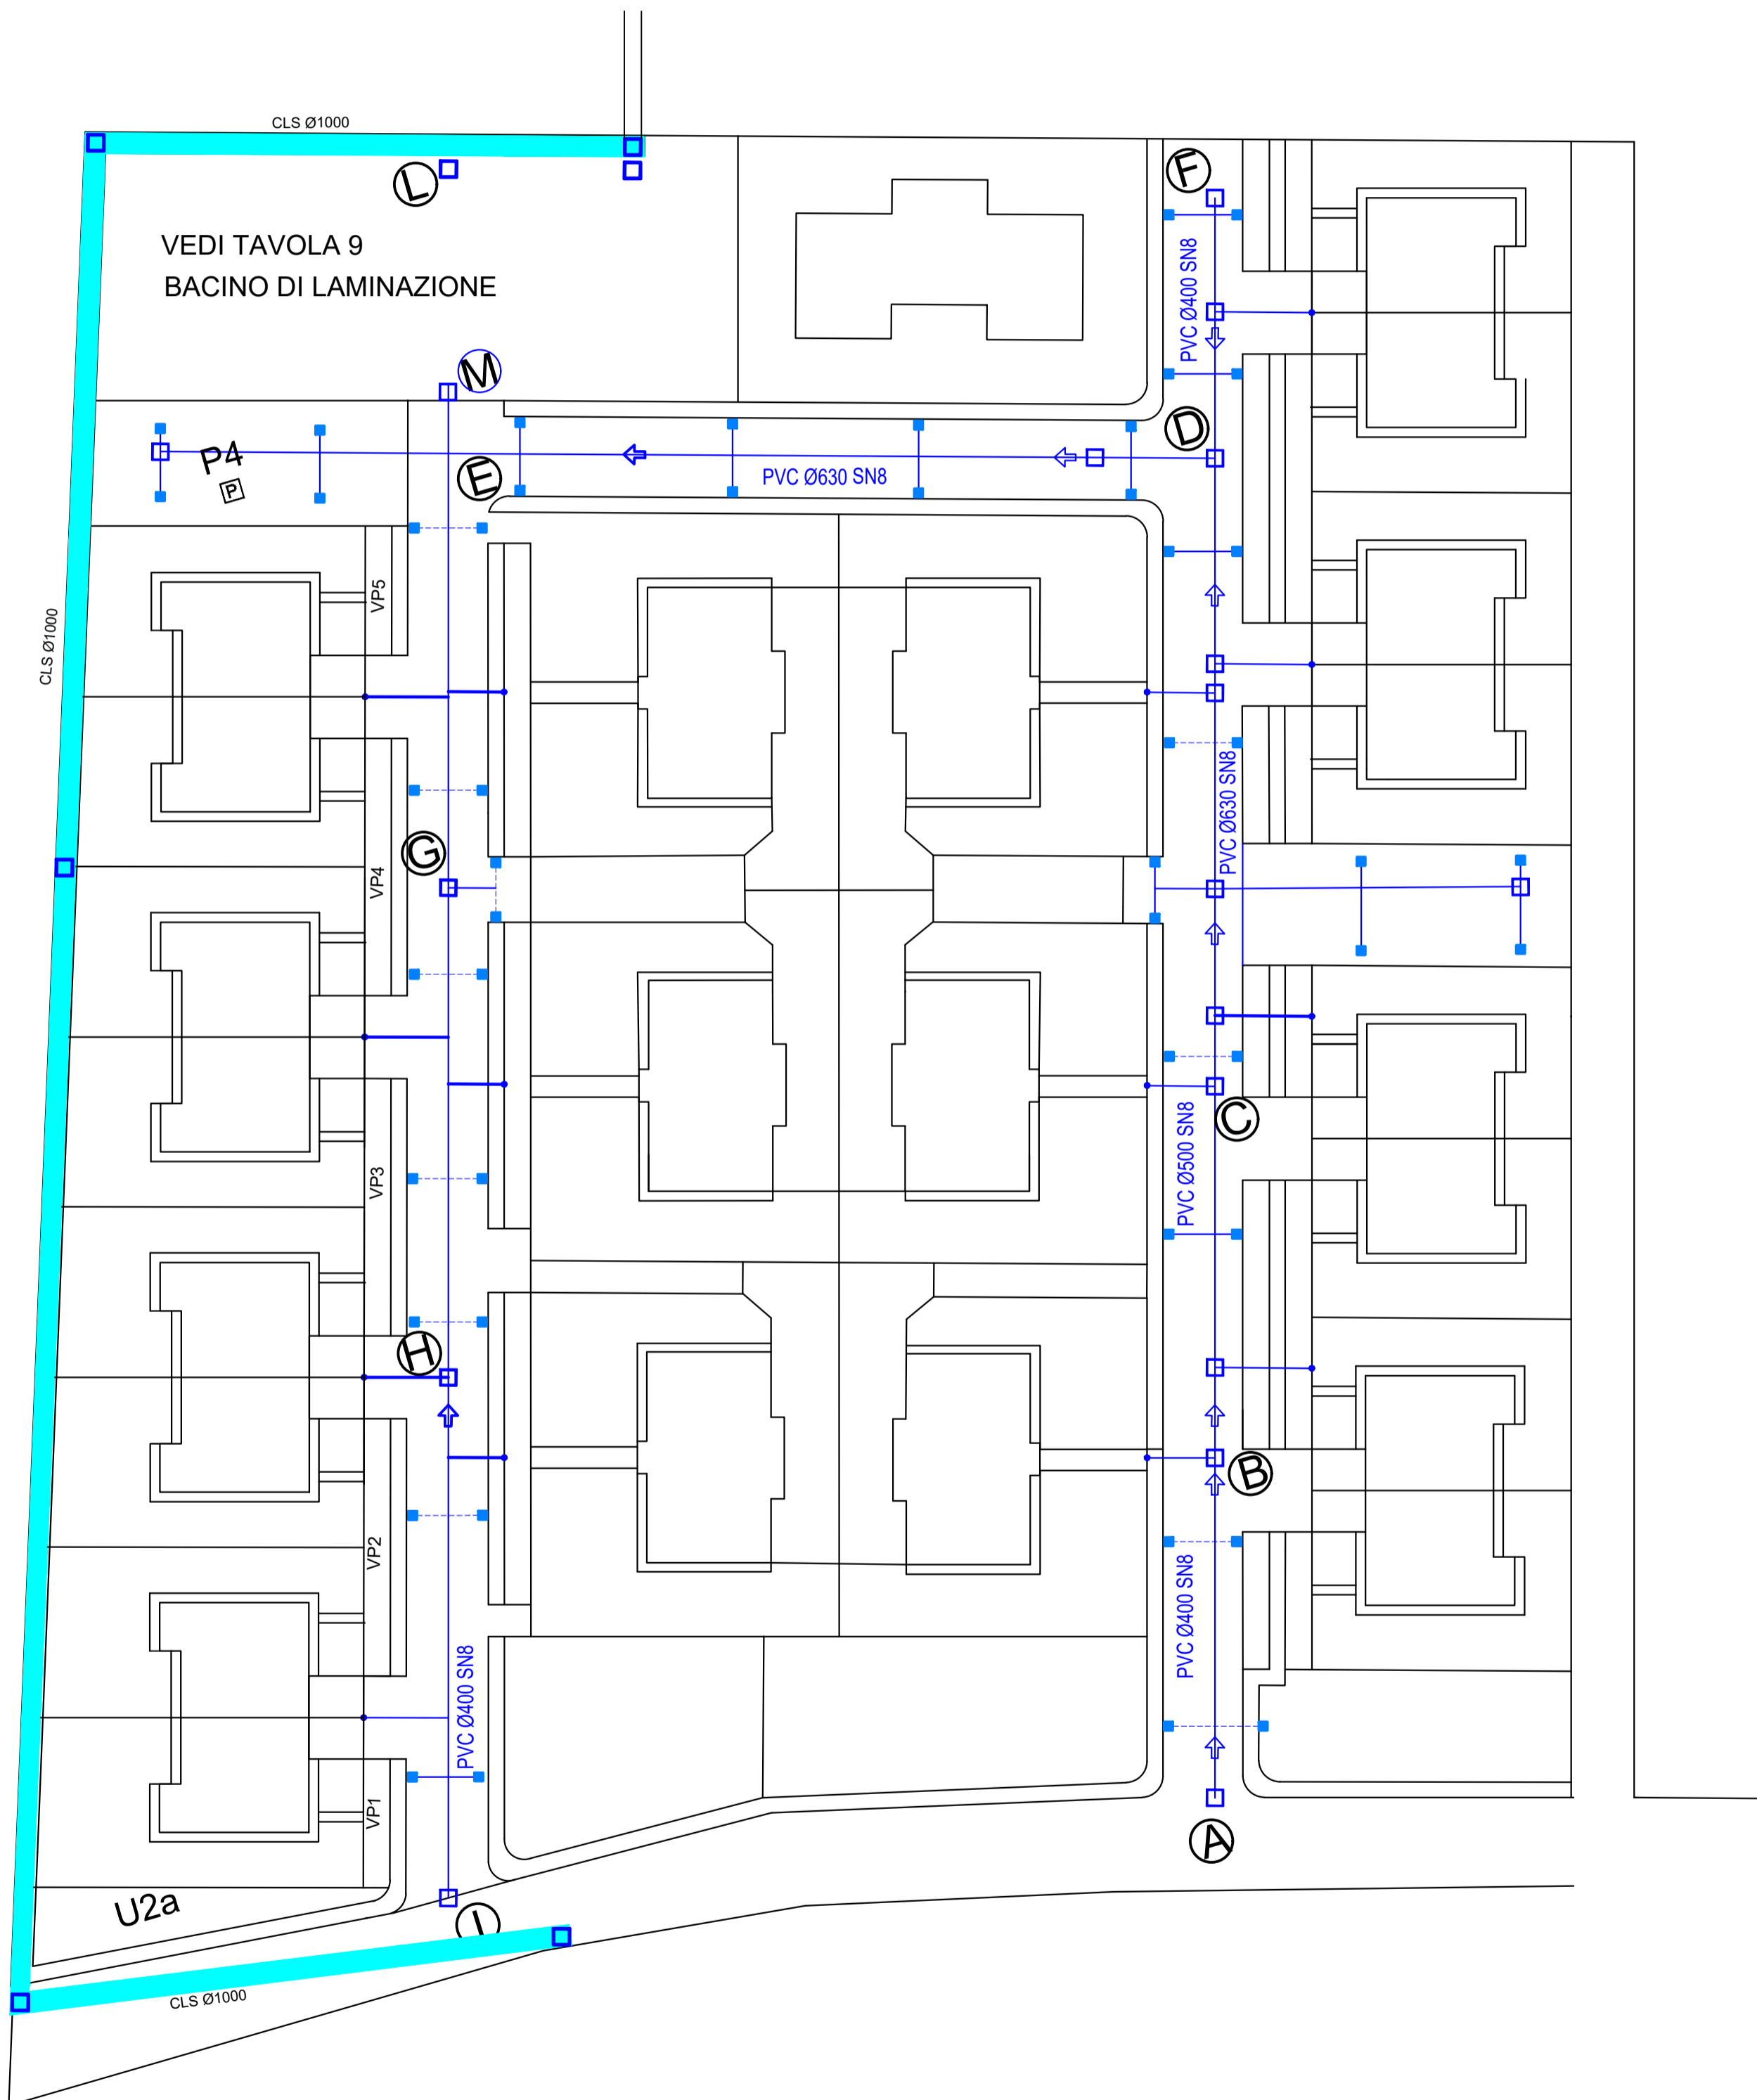 CLS Ø1000
L
F
VEDI TAVOLA 9
BACINO DI LAMINAZIONE
PVC Ø400 SN8
M
D
P4
P
E
PVC Ø630 SN8
VP5
CLS Ø1000
PVC Ø630 SN8
G
VP4
C
PVC Ø500 SN8
VP3
H
B
VP2
PVC Ø400 SN8
PVC Ø400 SN8
VP1
A
U2a
I
CLS Ø1000